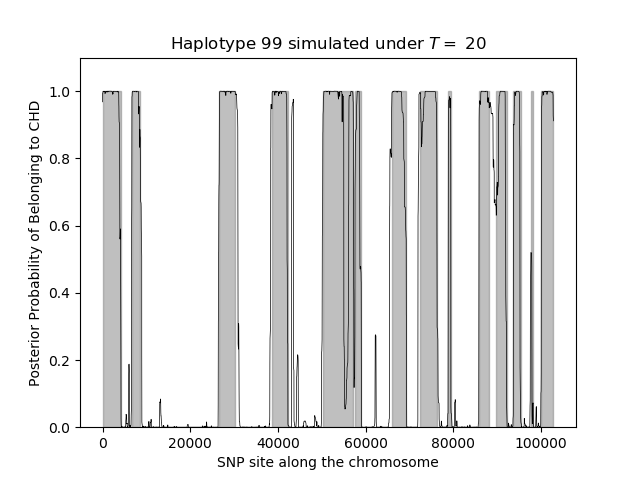 Haplotype 99 simulated under T = 20
Posterior Probability of Belonging to CHD
1.0
0.8
0.6
0.4
0.2
0.0
0 20000 40000 60000 80000 100000
SNP site along the chromosome